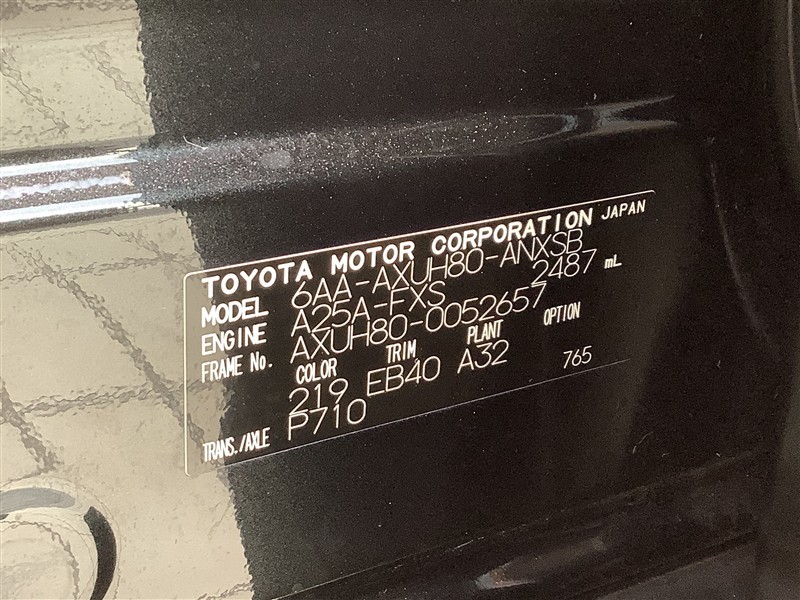 TOYOTA MOTOR CORPORATION JAPAN
MODEL 6AA-AXUH80-ANXSB
ENGINE A25A-FXS 2487 mL
FRAME No. AXUH80-0052657
COLOR TRIM PLANT OPTION
219 EB40 A32 765
TRANS./AXLE P710